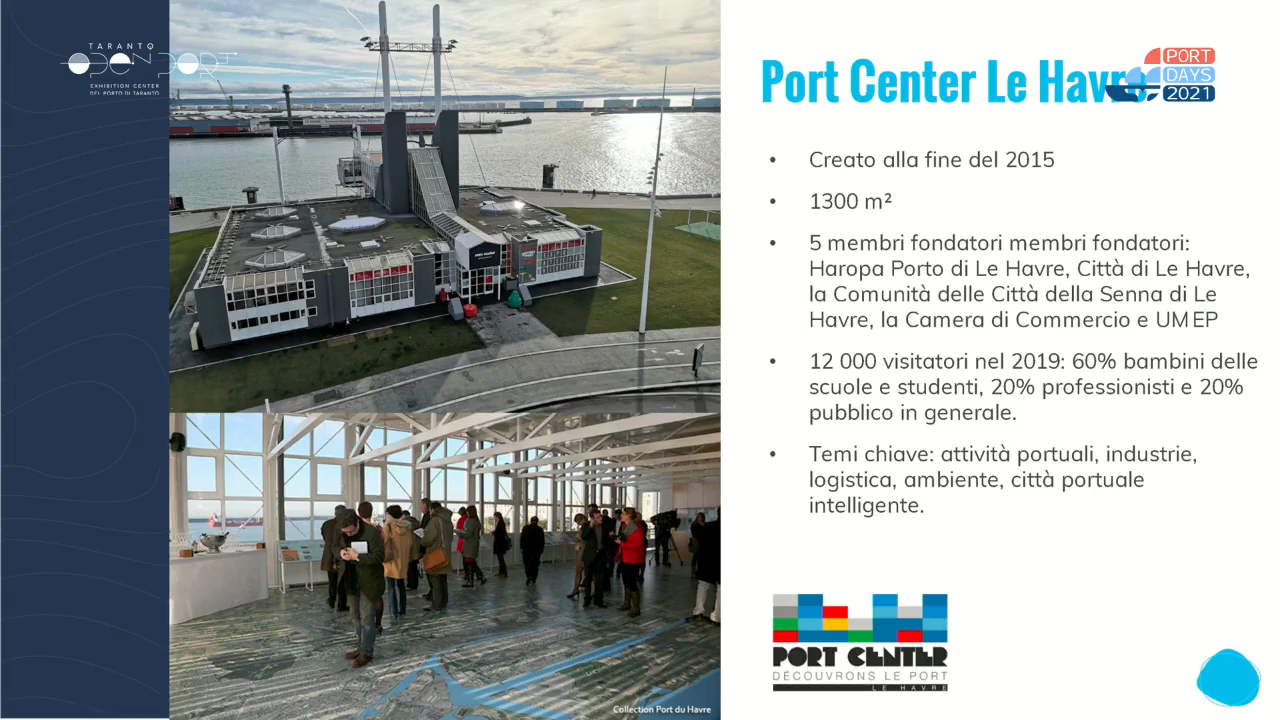 TARANTO
OPEN PORT
EXHIBITION CENTER
DEL PORTO DI TARANTO
Port Center Le Havre
PORT
DAYS
2021
• Creato alla fine del 2015
• 1300 m²
• 5 membri fondatori membri fondatori:
Haropa Porto di Le Havre, Città di Le Havre,
la Comunità delle Città della Senna di Le
Havre, la Camera di Commercio e UMEP
• 12 000 visitatori nel 2019: 60% bambini delle
scuole e studenti, 20% professionisti e 20%
pubblico in generale.
• Temi chiave: attività portuali, industrie,
logistica, ambiente, città portuale
intelligente.
PORT CENTER
DÉCOUVRONS LE PORT
LE HAVRE
Collection Port du Havre